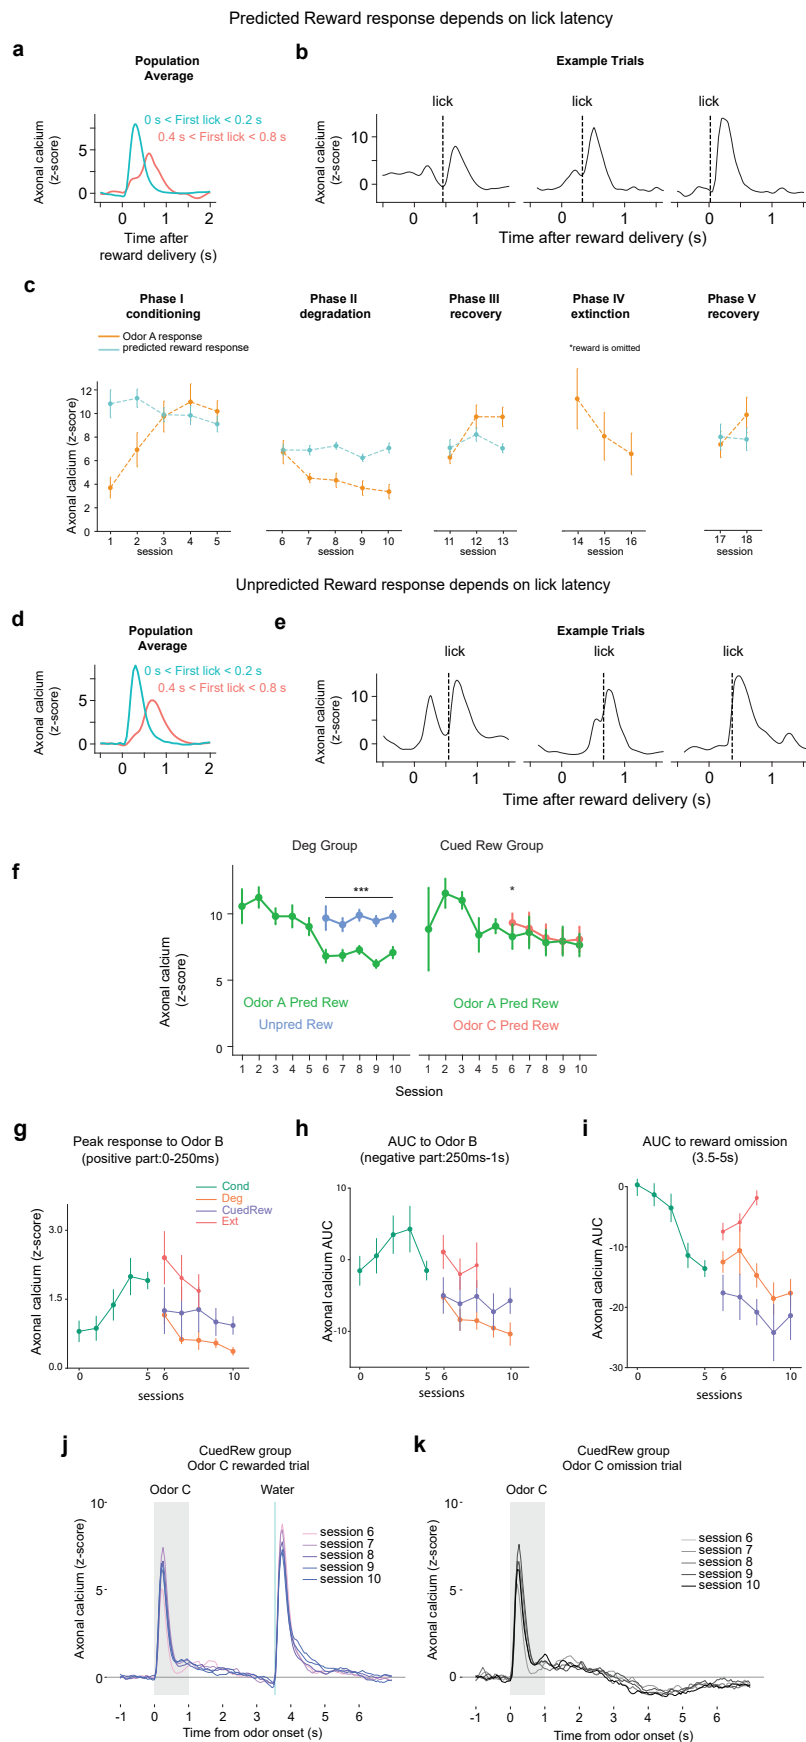 Predicted Reward response depends on lick latency
a
Population
Average
0 s < First lick < 0.2 s
0.4 s < First lick < 0.8 s
Axonal calcium
(z-score)
5
0
0 1 2
Time after
reward delivery (s)
b
Example Trials
lick lick lick
Axonal calcium
(z-score)
10
0
0 1 0 1 0 1
Time after reward delivery (s)
c
Phase I
conditioning
Phase II
degradation
Phase III
recovery
Phase IV
extinction
Phase V
recovery
Odor A response
predicted reward response
*reward is omitted
Axonal calcium (z-score)
12
10
8
6
4
2
0
1 2 3 4 5
session
6 7 8 9 10
session
11 12 13
session
14 15 16
session
17 18
session
Unpredicted Reward response depends on lick latency
d
Population
Average
0 s < First lick < 0.2 s
0.4 s < First lick < 0.8 s
Axonal calcium
(z-score)
5
0
0 1 2
e
Example Trials
lick lick lick
Axonal calcium
(z-score)
10
0
0 1 0 1 0 1
Time after reward delivery (s)
f
Deg Group
Cued Rew Group
***
*
Axonal calcium
(z-score)
10
5
0
Odor A Pred Rew
Unpred Rew
Odor A Pred Rew
Odor C Pred Rew
1 2 3 4 5 6 7 8 9 10
1 2 3 4 5 6 7 8 9 10
Session
g
Peak response to Odor B
(positive part:0-250ms)
Cond
Deg
CuedRew
Ext
Axonal calcium (z-score)
3.0
1.5
0.0
0 5 6 10
sessions
h
AUC to Odor B
(negative part:250ms-1s)
Axonal calcium AUC
10
0
-10
0 5 6 10
sessions
i
AUC to reward omission
(3.5-5s)
Axonal calcium AUC
0
-10
-20
-30
0 5 6 10
sessions
j
CuedRew group
Odor C rewarded trial
Odor C
Water
Axonal calcium (z-score)
10
5
0
session 6
session 7
session 8
session 9
session 10
-1 0 1 2 3 4 5 6
Time from odor onset (s)
k
CuedRew group
Odor C omission trial
Odor C
Axonal calcium (z-score)
10
5
0
session 6
session 7
session 8
session 9
session 10
-1 0 1 2 3 4 5 6
Time from odor onset (s)